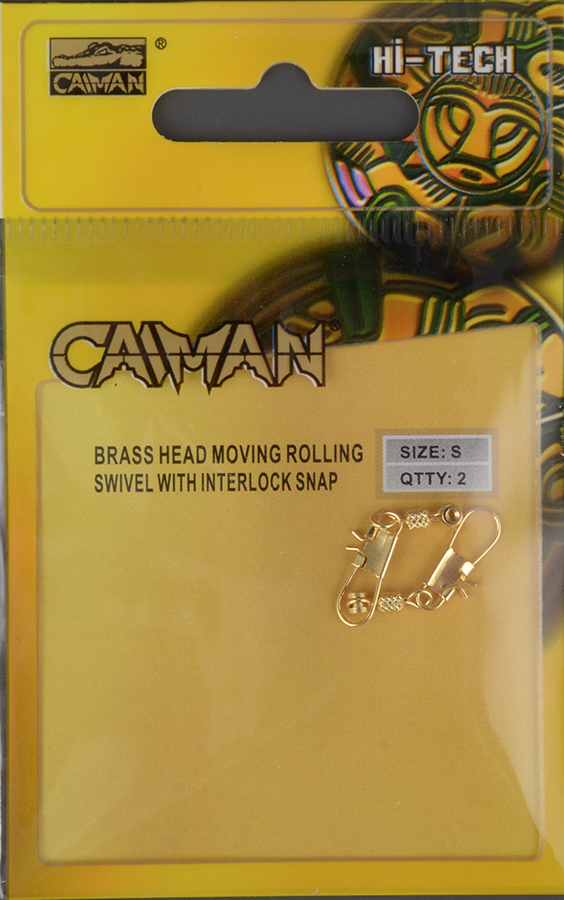 CAIMAN ®
Hi-TECH
CAIMAN ®
BRASS HEAD MOVING ROLLING
SWIVEL WITH INTERLOCK SNAP
SIZE: S
QTTY: 2